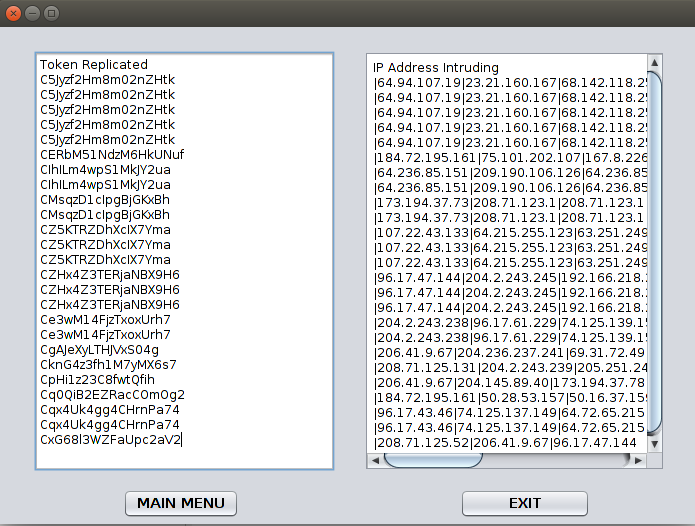 Token Replicated
C5Jyzf2Hm8m02nZHtk
C5Jyzf2Hm8m02nZHtk
C5Jyzf2Hm8m02nZHtk
C5Jyzf2Hm8m02nZHtk
C5Jyzf2Hm8m02nZHtk
CERbM51NdzM6HkUNuf
CIhILm4wpS1MkJY2ua
CIhILm4wpS1MkJY2ua
CMsqzD1cIpgBjGKxBh
CMsqzD1cIpgBjGKxBh
CZ5KTRZDhXcIX7Yma
CZ5KTRZDhXcIX7Yma
CZ5KTRZDhXcIX7Yma
CZHx4Z3TERjaNBX9H6
CZHx4Z3TERjaNBX9H6
CZHx4Z3TERjaNBX9H6
Ce3wM14FjzTxoxUrh7
Ce3wM14FjzTxoxUrh7
CgAJeXyLTHJVxS04g
CknG4z3fh1M7yMX6s7
CpHi1z23C8fwtQfih
Cq0QiB2EZRacCOmOg2
Cqx4Uk4gg4CHrnPa74
Cqx4Uk4gg4CHrnPa74
CxG68l3WZFaUpc2aV2
IP Address Intruding
|64.94.107.19|23.21.160.167|68.142.118.25
|64.94.107.19|23.21.160.167|68.142.118.25
|64.94.107.19|23.21.160.167|68.142.118.25
|64.94.107.19|23.21.160.167|68.142.118.25
|64.94.107.19|23.21.160.167|68.142.118.25
|184.72.195.161|75.101.202.107|167.8.226
|64.236.85.151|209.190.106.126|64.236.85
|64.236.85.151|209.190.106.126|64.236.85
|173.194.37.73|208.71.123.1|208.71.123.1
|173.194.37.73|208.71.123.1|208.71.123.1
|107.22.43.133|64.215.255.123|63.251.249
|107.22.43.133|64.215.255.123|63.251.249
|107.22.43.133|64.215.255.123|63.251.249
|96.17.47.144|204.2.243.245|192.166.218.
|96.17.47.144|204.2.243.245|192.166.218.
|96.17.47.144|204.2.243.245|192.166.218.
|204.2.243.238|96.17.61.229|74.125.139.15
|204.2.243.238|96.17.61.229|74.125.139.15
|206.41.9.67|204.236.237.241|69.31.72.49
|208.71.125.131|204.2.243.239|205.251.24
|206.41.9.67|204.145.89.40|173.194.37.78
|184.72.195.161|50.28.53.157|50.16.37.159
|96.17.43.46|74.125.137.149|64.72.65.215
|96.17.43.46|74.125.137.149|64.72.65.215
|208.71.125.52|206.41.9.67|96.17.47.144
MAIN MENU
EXIT